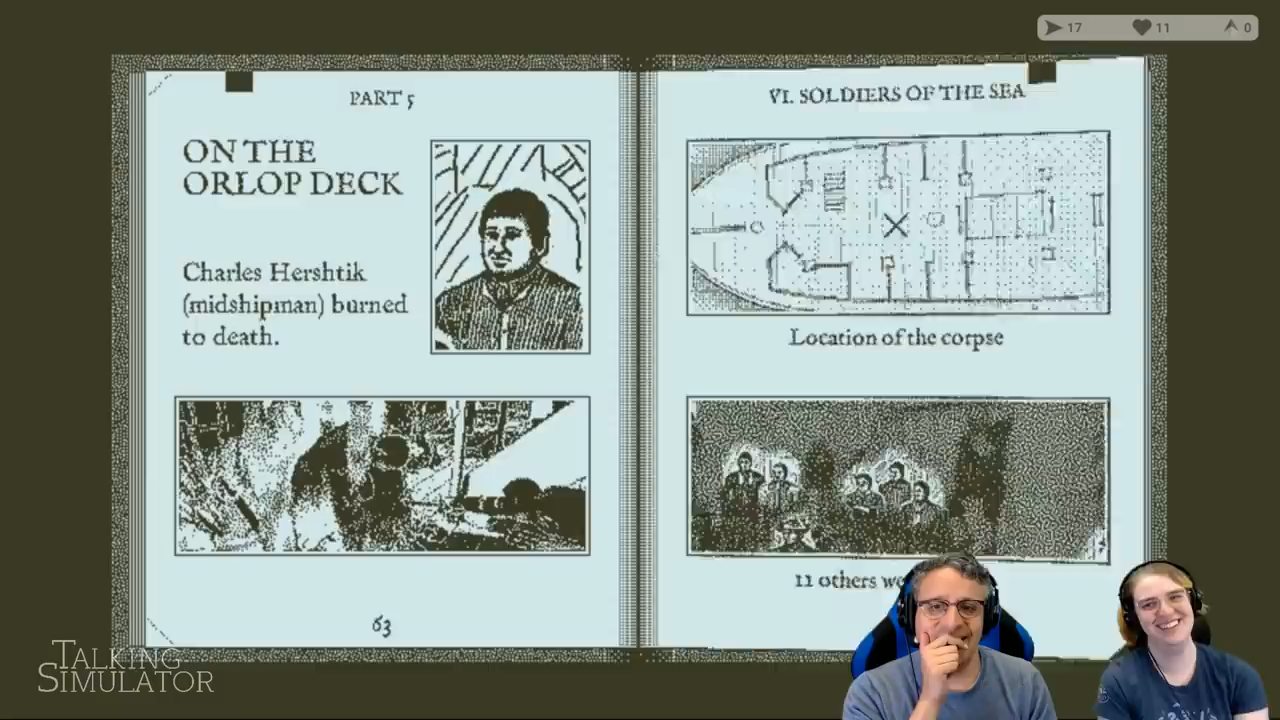 17 11 0
PART 5
ON THE
ORLOP DECK
Charles Hershtik
(midshipman) burned
to death.
63
VI. SOLDIERS OF THE SEA
Location of the corpse
11 others
TALKING
SIMULATOR